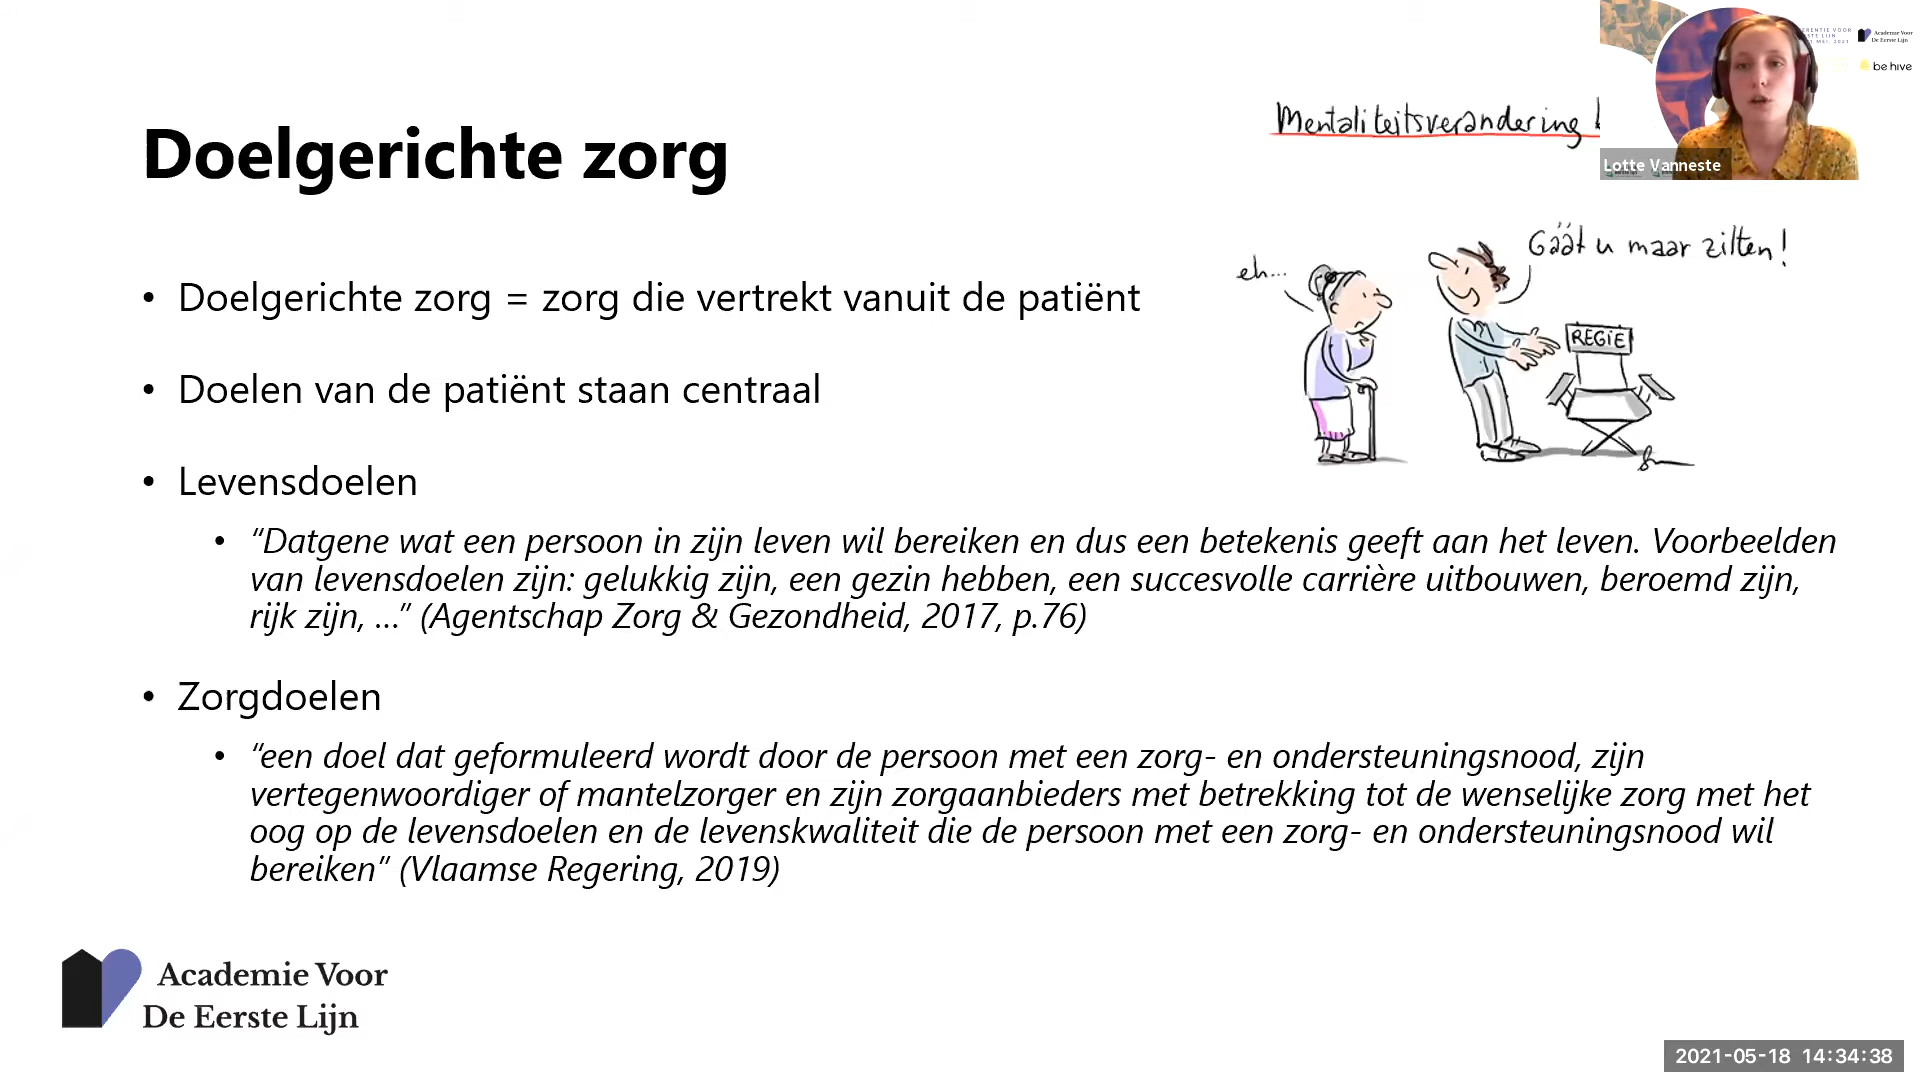 Mentaliteitsverandering
Lotte Vanneste
be hive
Doelgerichte zorg
eh...
Gäät u maar zitten!
REGiE
• Doelgerichte zorg = zorg die vertrekt vanuit de patiënt
• Doelen van de patiënt staan centraal
• Levensdoelen
• “Datgene wat een persoon in zijn leven wil bereiken en dus een betekenis geeft aan het leven. Voorbeelden
van levensdoelen zijn: gelukkig zijn, een gezin hebben, een succesvolle carrière uitbouwen, beroemd zijn,
rijk zijn, …” (Agentschap Zorg & Gezondheid, 2017, p.76)
• Zorgdoelen
• “een doel dat geformuleerd wordt door de persoon met een zorg- en ondersteuningsnood, zijn
vertegenwoordiger of mantelzorger en zijn zorgaanbieders met betrekking tot de wenselijke zorg met het
oog op de levensdoelen en de levenskwaliteit die de persoon met een zorg- en ondersteuningsnood wil
bereiken” (Vlaamse Regering, 2019)
Academie Voor
De Eerste Lijn
2021-05-18 14:34:38